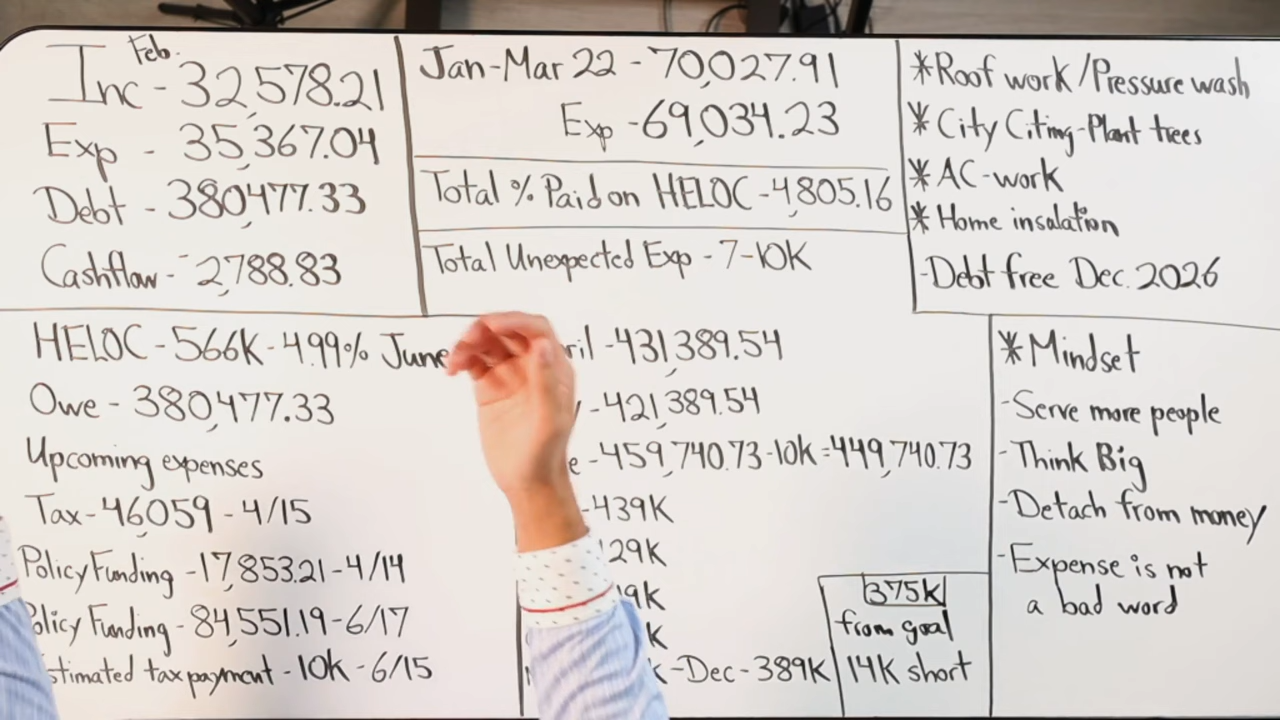 Feb.
Inc - 32,578.21
Exp - 35,367.04
Debt - 380,477.33
Cashflow - -2,788.83
Jan-Mar 22 - 70,027.91
Exp - 69,034.23
Total % Paid on HELOC - 4,805.16
Total Unexpected Exp - 7-10K
*Roof work/Pressure wash
*City Citing-Plant trees
*AC-work
*Home insalation
-Debt free Dec. 2026
HELOC - 566K - 4.99% June
Owe - 380,477.33
Upcoming expenses
Tax - 46,059 - 4/15
Policy Funding - 17,853.21 - 4/14
Policy Funding - 84,551.19 - 6/17
stimated tax payment - 10k - 6/15
ril - 431,389.54
- 421,389.54
e - 459,740.73 - 10k = 449,740.73
- 439K
29K
9K
K
K - Dec - 389K
375K
from goal
14K short
*Mindset
-Serve more people
-Think Big
-Detach from money
-Expense is not
a bad word